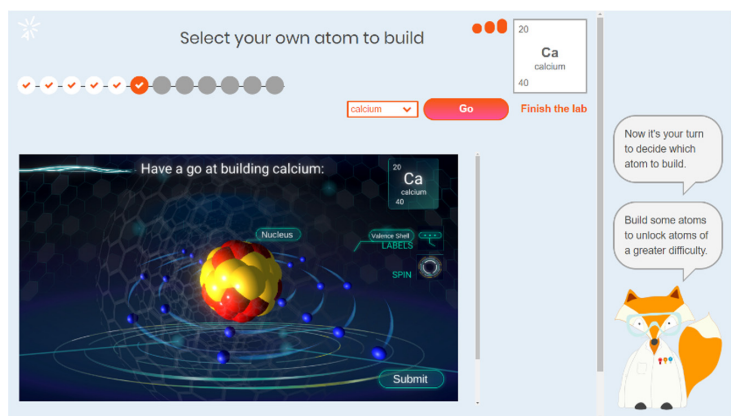 Select your own atom to build
20
Ca
calcium
40
calcium
Go
Finish the lab
Have a go at building calcium:
20
Ca
calcium
40
Nucleus
Valence Shell
LABELS
SPIN
Submit
Now it's your turn
to decide which
atom to build.
Build some atoms
to unlock atoms of
a greater difficulty.